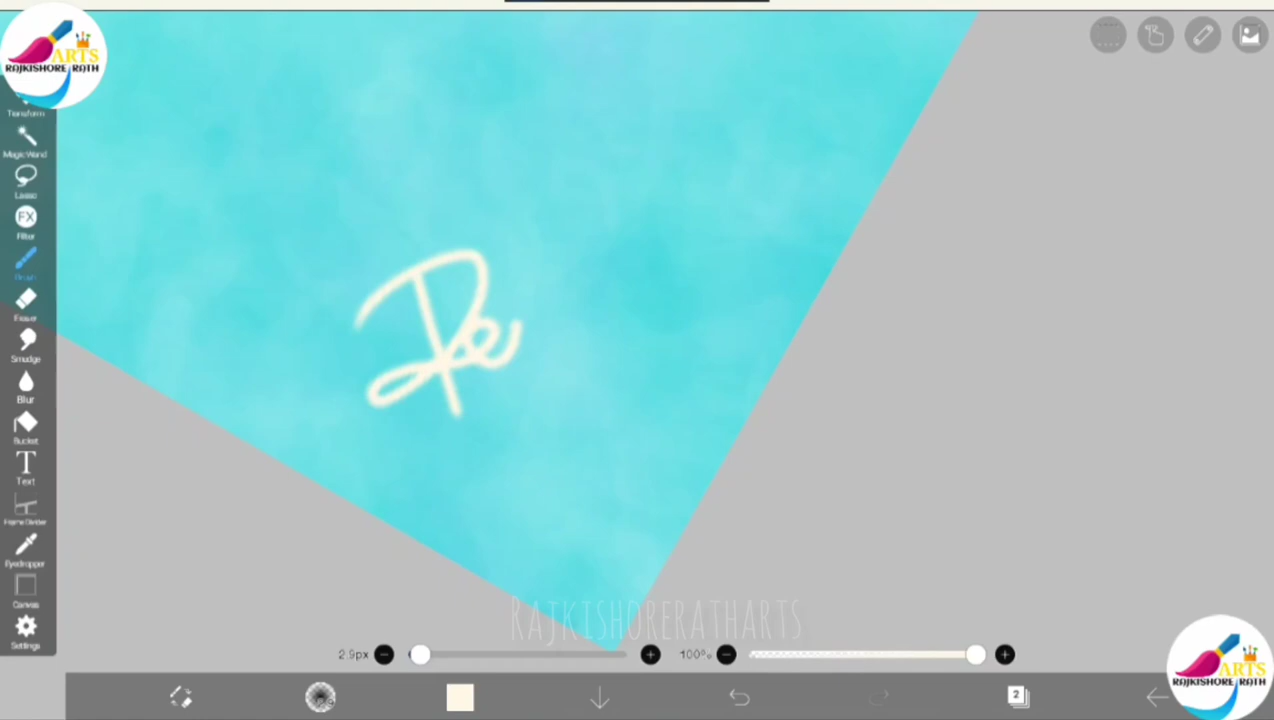 ARTS
RAJKISHORE RATH
Transform
Magic Wand
Lasso
FX
Filter
Brush
Eraser
Smudge
Blur
Bucket
T
Text
Frame Divider
Eyedropper
Canvas
Settings
RAJKISHORERATHARTS
2.9px
100%
2
ARTS
RAJKISHORE RATH